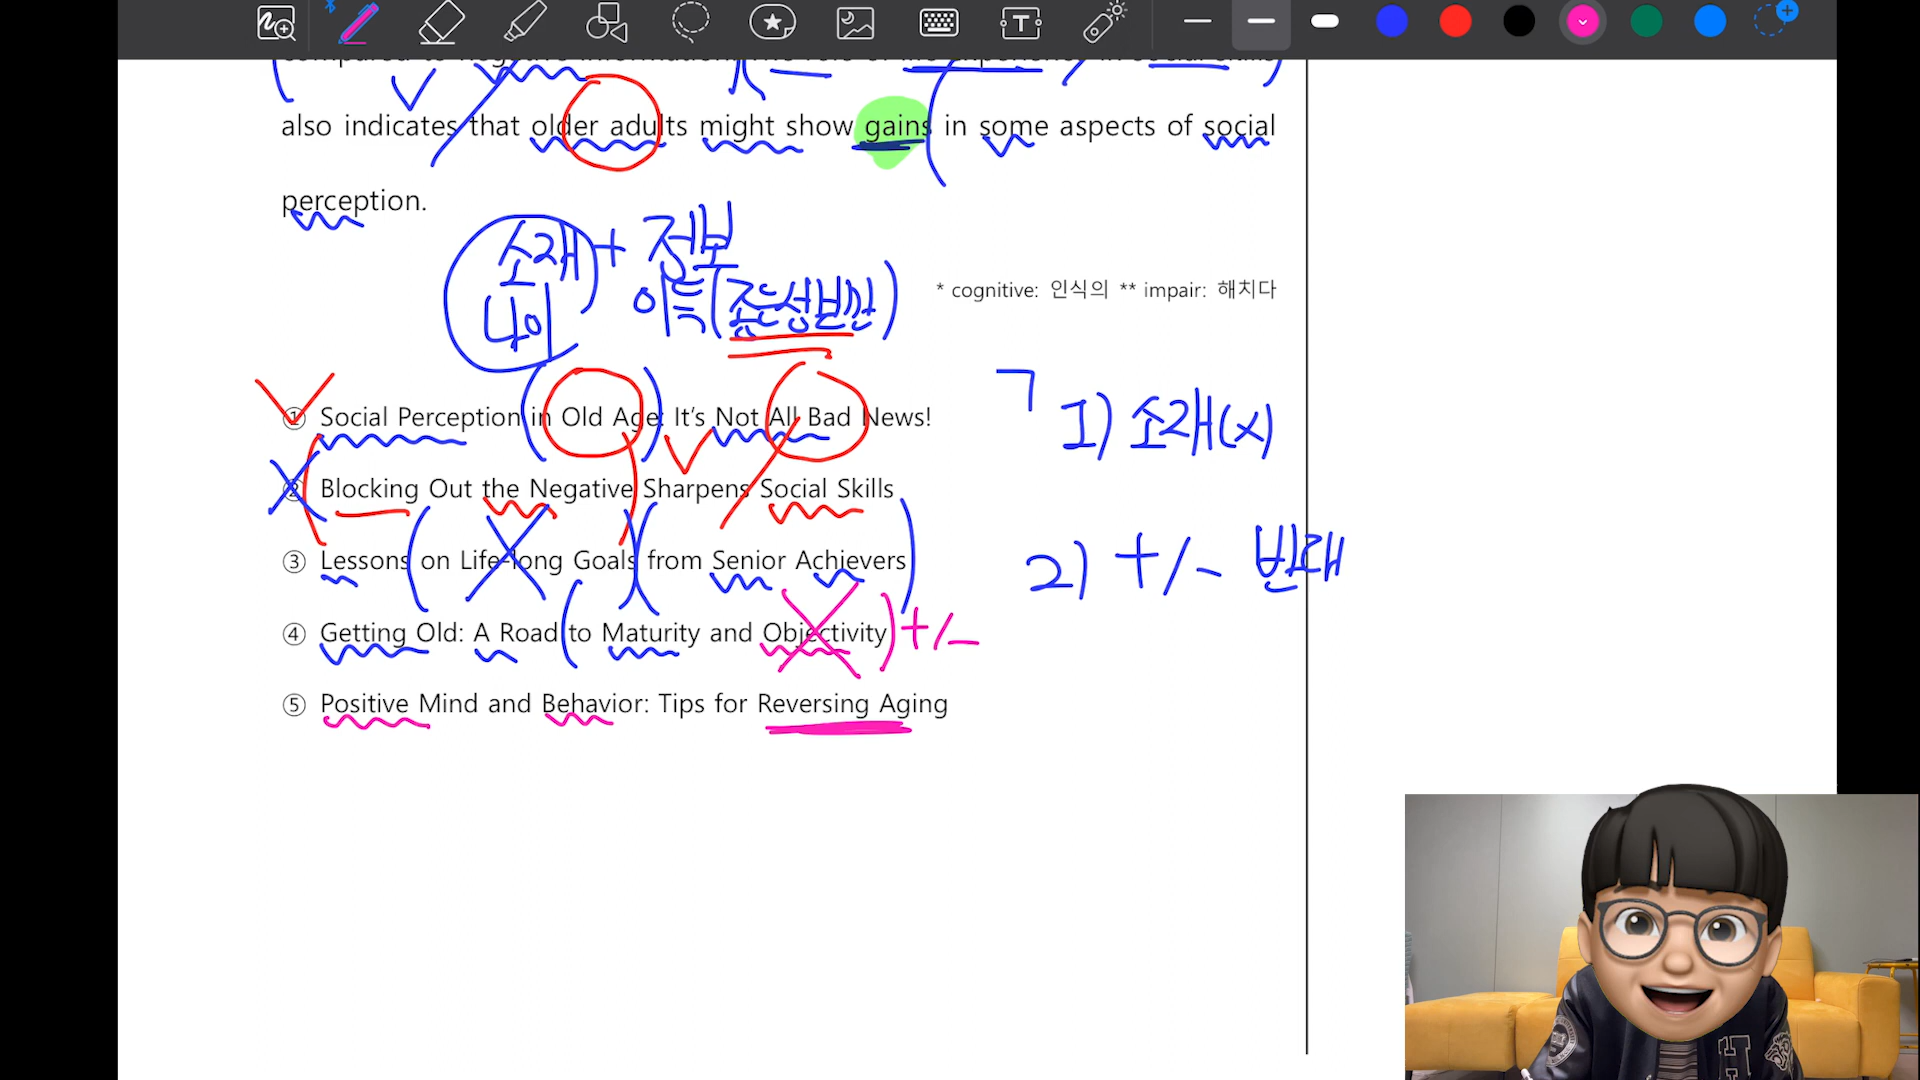 also indicates that older adults might show gains in some aspects of social
perception.
소재 + 정보
나이 이득(좋은성받만)
* cognitive: 인식의 ** impair: 해치다
① Social Perception in Old Age: It's Not All Bad News!
② Blocking Out the Negative Sharpens Social Skills
③ Lessons on Life-long Goals from Senior Achievers
④ Getting Old: A Road to Maturity and Objectivity +/-
⑤ Positive Mind and Behavior: Tips for Reversing Aging
1) 소재(x)
2) +/- 반대